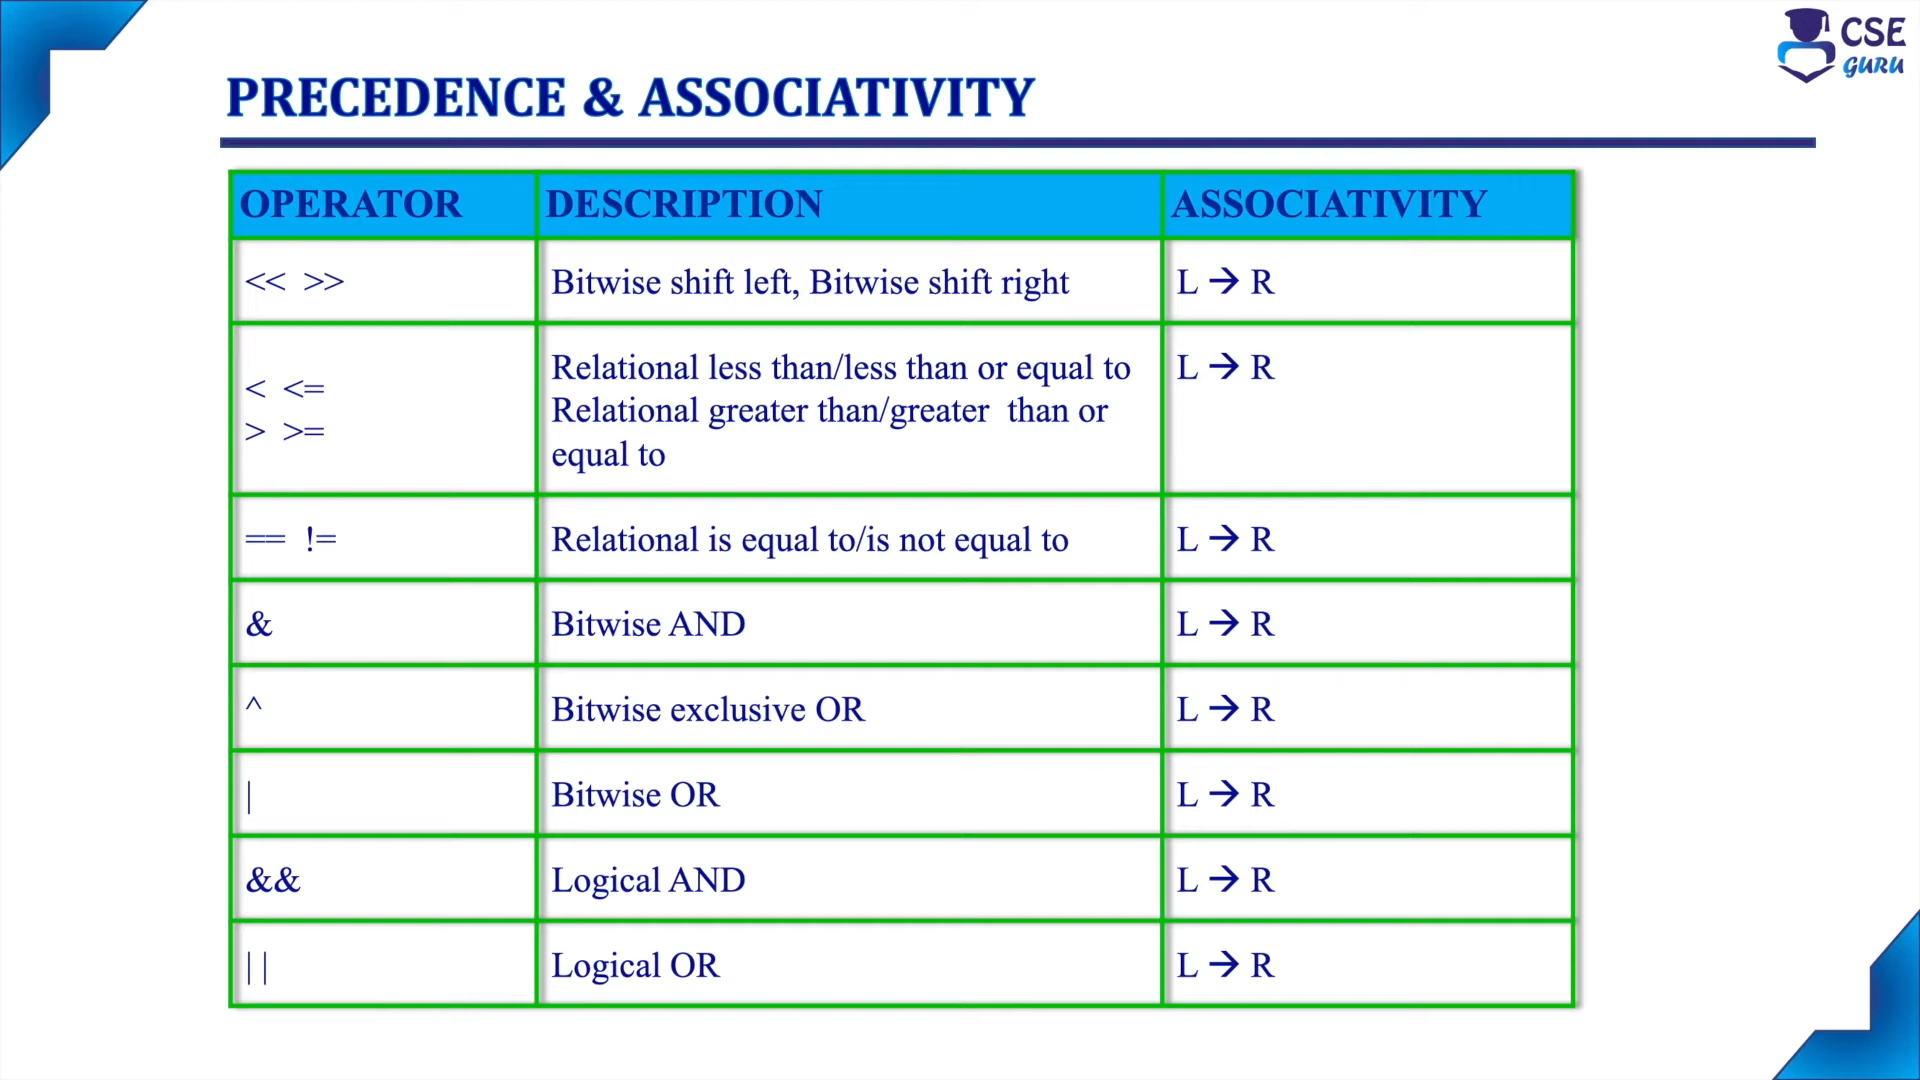 CSE
GURU
PRECEDENCE & ASSOCIATIVITY
OPERATOR DESCRIPTION ASSOCIATIVITY
<< >> Bitwise shift left, Bitwise shift right L → R
< <=
> >=
Relational less than/less than or equal to
Relational greater than/greater than or
equal to
L → R
== != Relational is equal to/is not equal to L → R
& Bitwise AND L → R
^ Bitwise exclusive OR L → R
| Bitwise OR L → R
&& Logical AND L → R
|| Logical OR L → R